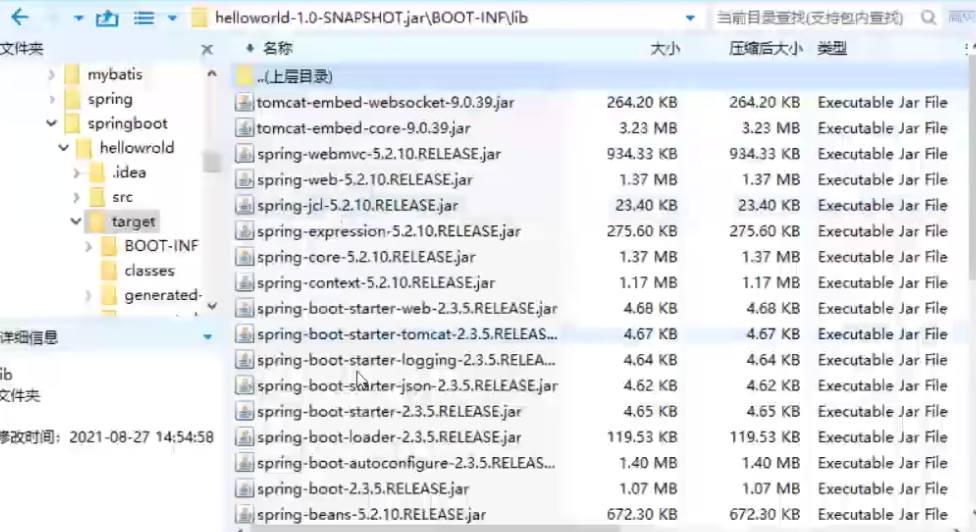 helloworld-1.0-SNAPSHOT.jar\BOOT-INF\lib
当前目录查找(支持包内查找)
文件夹
名称 大小 压缩后大小 类型
mybatis
spring
springboot
hellowrold
.idea
src
target
BOOT-INF
classes
generated-
..(上层目录)
tomcat-embed-websocket-9.0.39.jar 264.20 KB 264.20 KB Executable Jar File
tomcat-embed-core-9.0.39.jar 3.23 MB 3.23 MB Executable Jar File
spring-webmvc-5.2.10.RELEASE.jar 934.33 KB 934.33 KB Executable Jar File
spring-web-5.2.10.RELEASE.jar 1.37 MB 1.37 MB Executable Jar File
spring-jcl-5.2.10.RELEASE.jar 23.40 KB 23.40 KB Executable Jar File
spring-expression-5.2.10.RELEASE.jar 275.60 KB 275.60 KB Executable Jar File
spring-core-5.2.10.RELEASE.jar 1.37 MB 1.37 MB Executable Jar File
spring-context-5.2.10.RELEASE.jar 1.17 MB 1.17 MB Executable Jar File
spring-boot-starter-web-2.3.5.RELEASE.jar 4.68 KB 4.68 KB Executable Jar File
spring-boot-starter-tomcat-2.3.5.RELEAS... 4.67 KB 4.67 KB Executable Jar File
spring-boot-starter-logging-2.3.5.RELEA... 4.64 KB 4.64 KB Executable Jar File
spring-boot-starter-json-2.3.5.RELEASE.jar 4.62 KB 4.62 KB Executable Jar File
spring-boot-starter-2.3.5.RELEASE.jar 4.65 KB 4.65 KB Executable Jar File
spring-boot-loader-2.3.5.RELEASE.jar 119.53 KB 119.53 KB Executable Jar File
spring-boot-autoconfigure-2.3.5.RELEAS... 1.40 MB 1.40 MB Executable Jar File
spring-boot-2.3.5.RELEASE.jar 1.07 MB 1.07 MB Executable Jar File
spring-beans-5.2.10.RELEASE.jar 672.30 KB 672.30 KB Executable Jar File
详细信息
lib
文件夹
修改时间: 2021-08-27 14:54:58